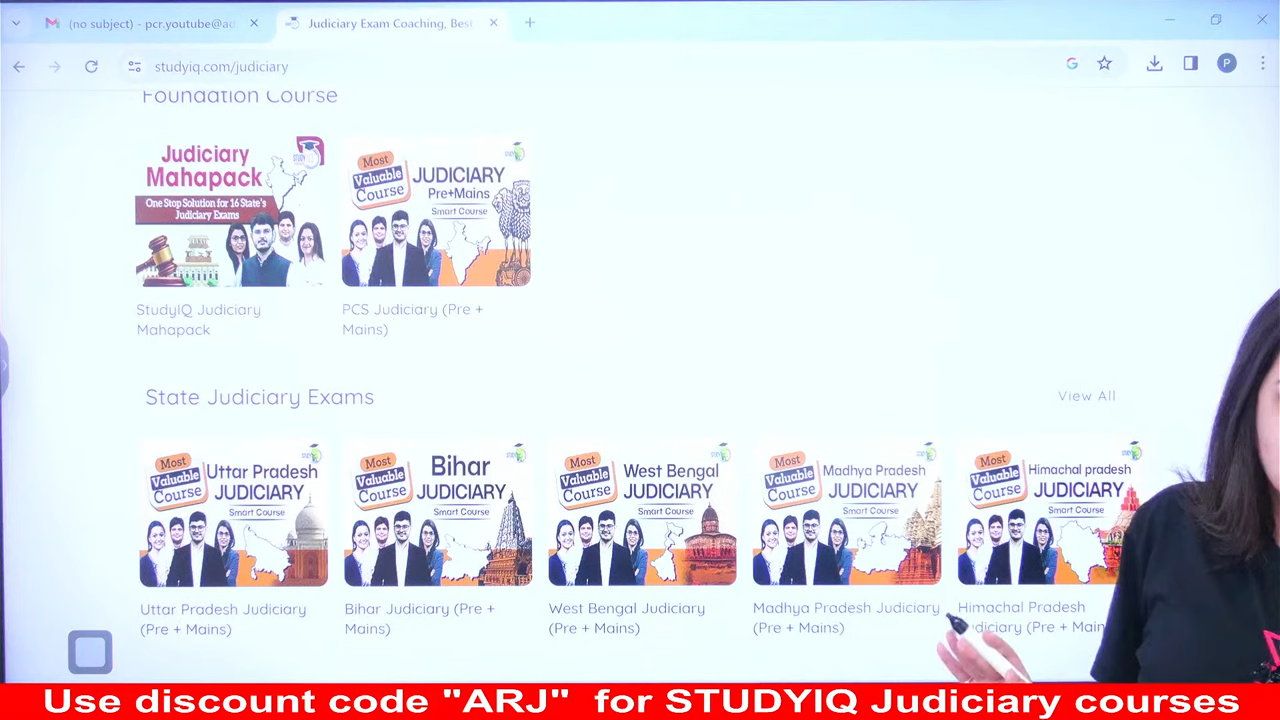 (no subject) - pcr.youtube@ad
Judiciary Exam Coaching, Best
studyiq.com/judiciary
P
Foundation Course
Judiciary
Mahapack
One Stop Solution for 16 State's
Judiciary Exams
Most
Valuable
Course
JUDICIARY
Pre+Mains
Smart Course
StudyIQ Judiciary
Mahapack
PCS Judiciary (Pre +
Mains)
State Judiciary Exams
View All
Most
Valuable
Course
Uttar Pradesh
JUDICIARY
Smart Course
Most
Valuable
Course
Bihar
JUDICIARY
Smart Course
Most
Valuable
Course
West Bengal
JUDICIARY
Smart Course
Most
Valuable
Course
Madhya Pradesh
JUDICIARY
Smart Course
Most
Valuable
Course
Himachal pradesh
JUDICIARY
Smart Course
Uttar Pradesh Judiciary
(Pre + Mains)
Bihar Judiciary (Pre +
Mains)
West Bengal Judiciary
(Pre + Mains)
Madhya Pradesh Judiciary
(Pre + Mains)
Himachal Pradesh
udiciary (Pre + Main
Use discount code "ARJ" for STUDYIQ Judiciary courses